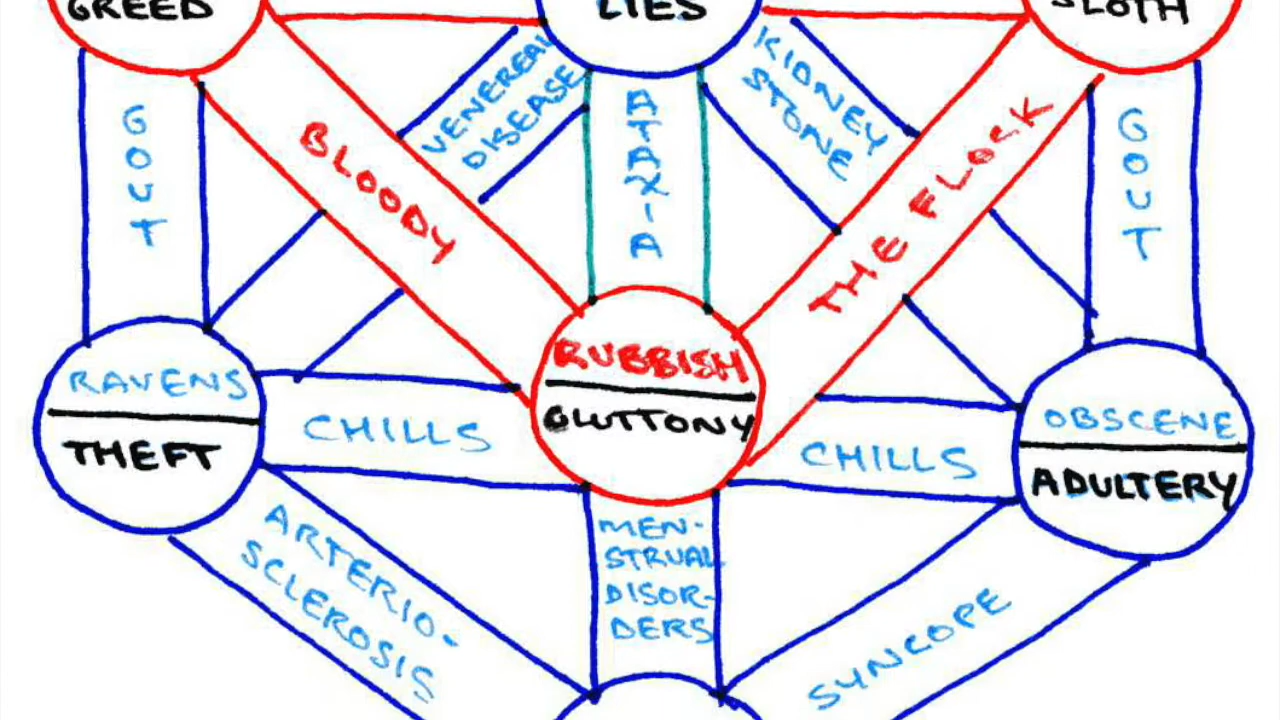 GREED
LIES
SLOTH
VENEREAL
DISEASE
KIDNEY
STONE
GOUT
BLOODY
ATAXIA
THE FLOCK
GOUT
RAVENS
THEFT
CHILLS
RUBBISH
GLUTTONY
CHILLS
OBSCENE
ADULTERY
ARTERIO-
SCLEROSIS
MEN-
STRUAL
DISOR-
DERS
SYNCOPE